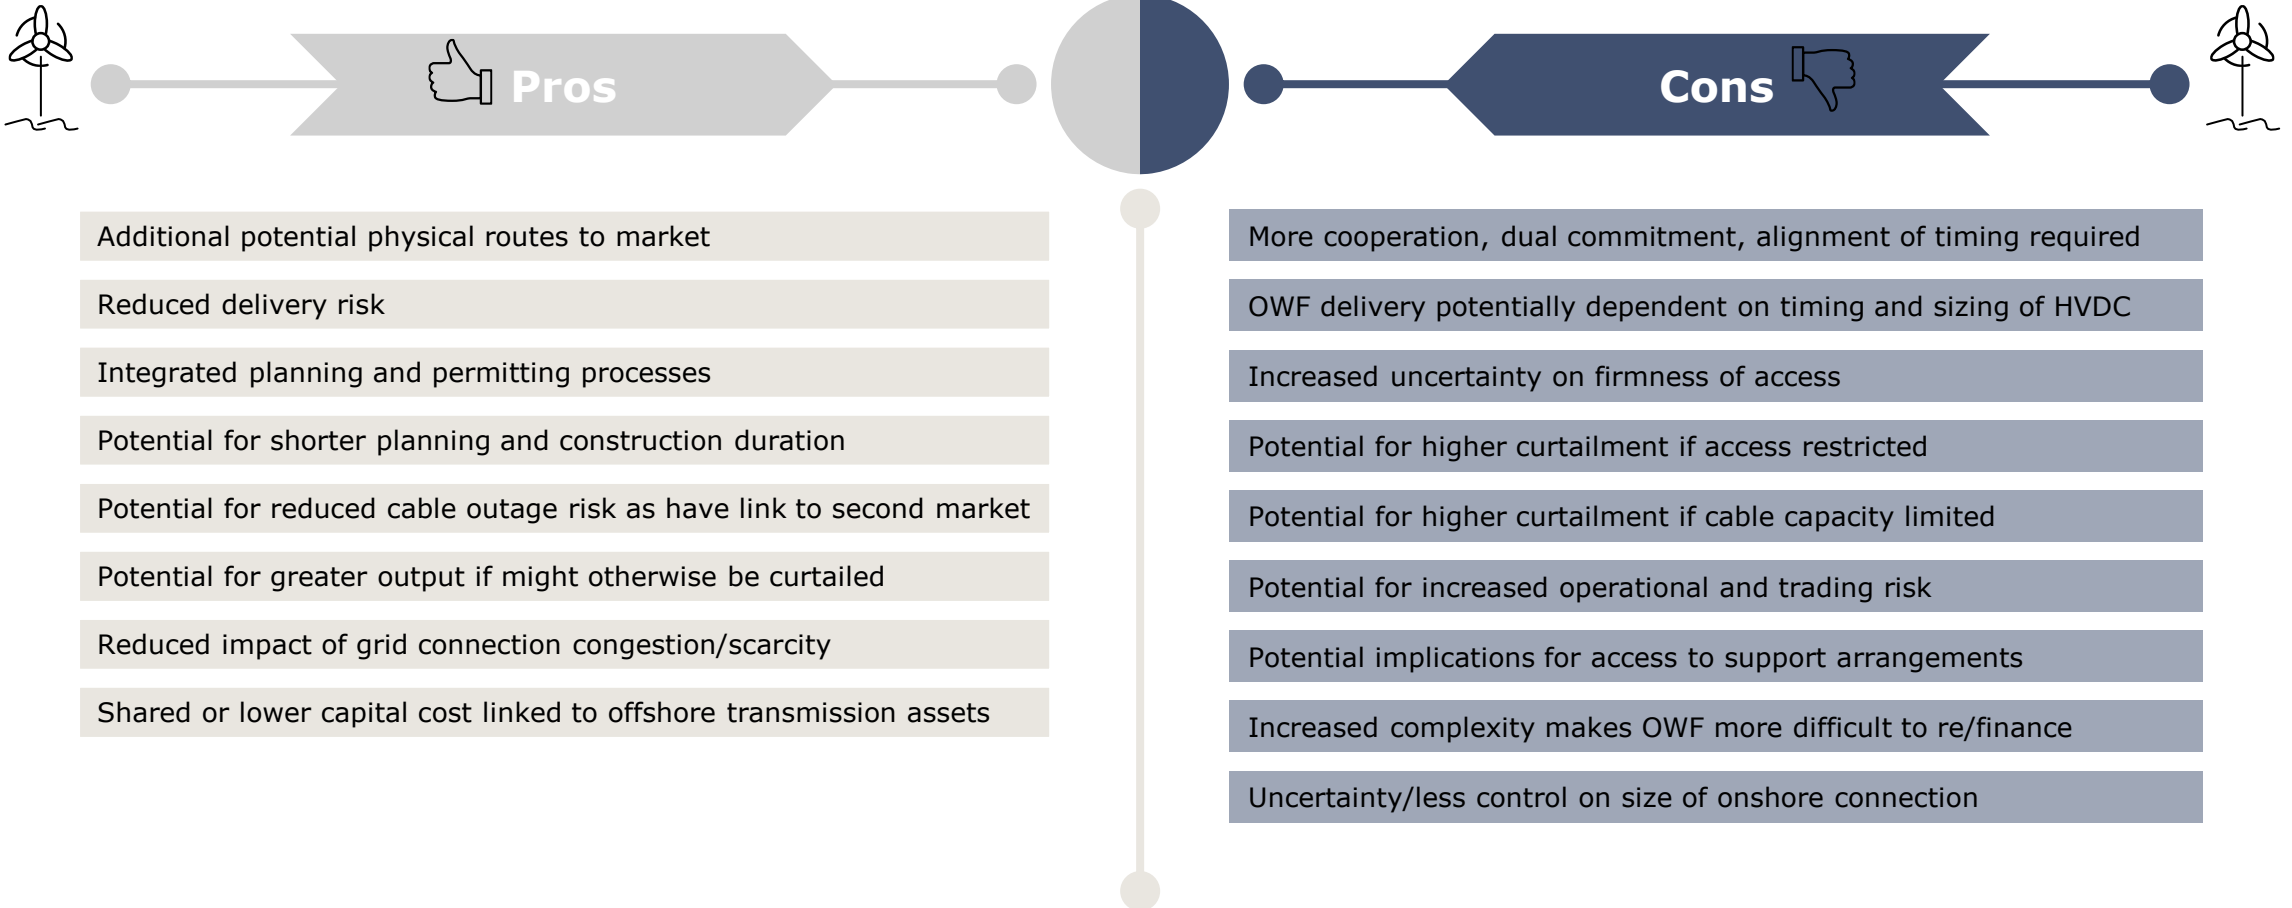 Pros
Additional potential physical routes to market
Reduced delivery risk
Integrated planning and permitting processes
Potential for shorter planning and construction duration
Potential for reduced cable outage risk as have link to second market
Potential for greater output if might otherwise be curtailed
Reduced impact of grid connection congestion/scarcity
Shared or lower capital cost linked to offshore transmission assets
Cons
More cooperation, dual commitment, alignment of timing required
OWF delivery potentially dependent on timing and sizing of HVDC
Increased uncertainty on firmness of access
Potential for higher curtailment if access restricted
Potential for higher curtailment if cable capacity limited
Potential for increased operational and trading risk
Potential implications for access to support arrangements
Increased complexity makes OWF more difficult to re/finance
Uncertainty/less control on size of onshore connection